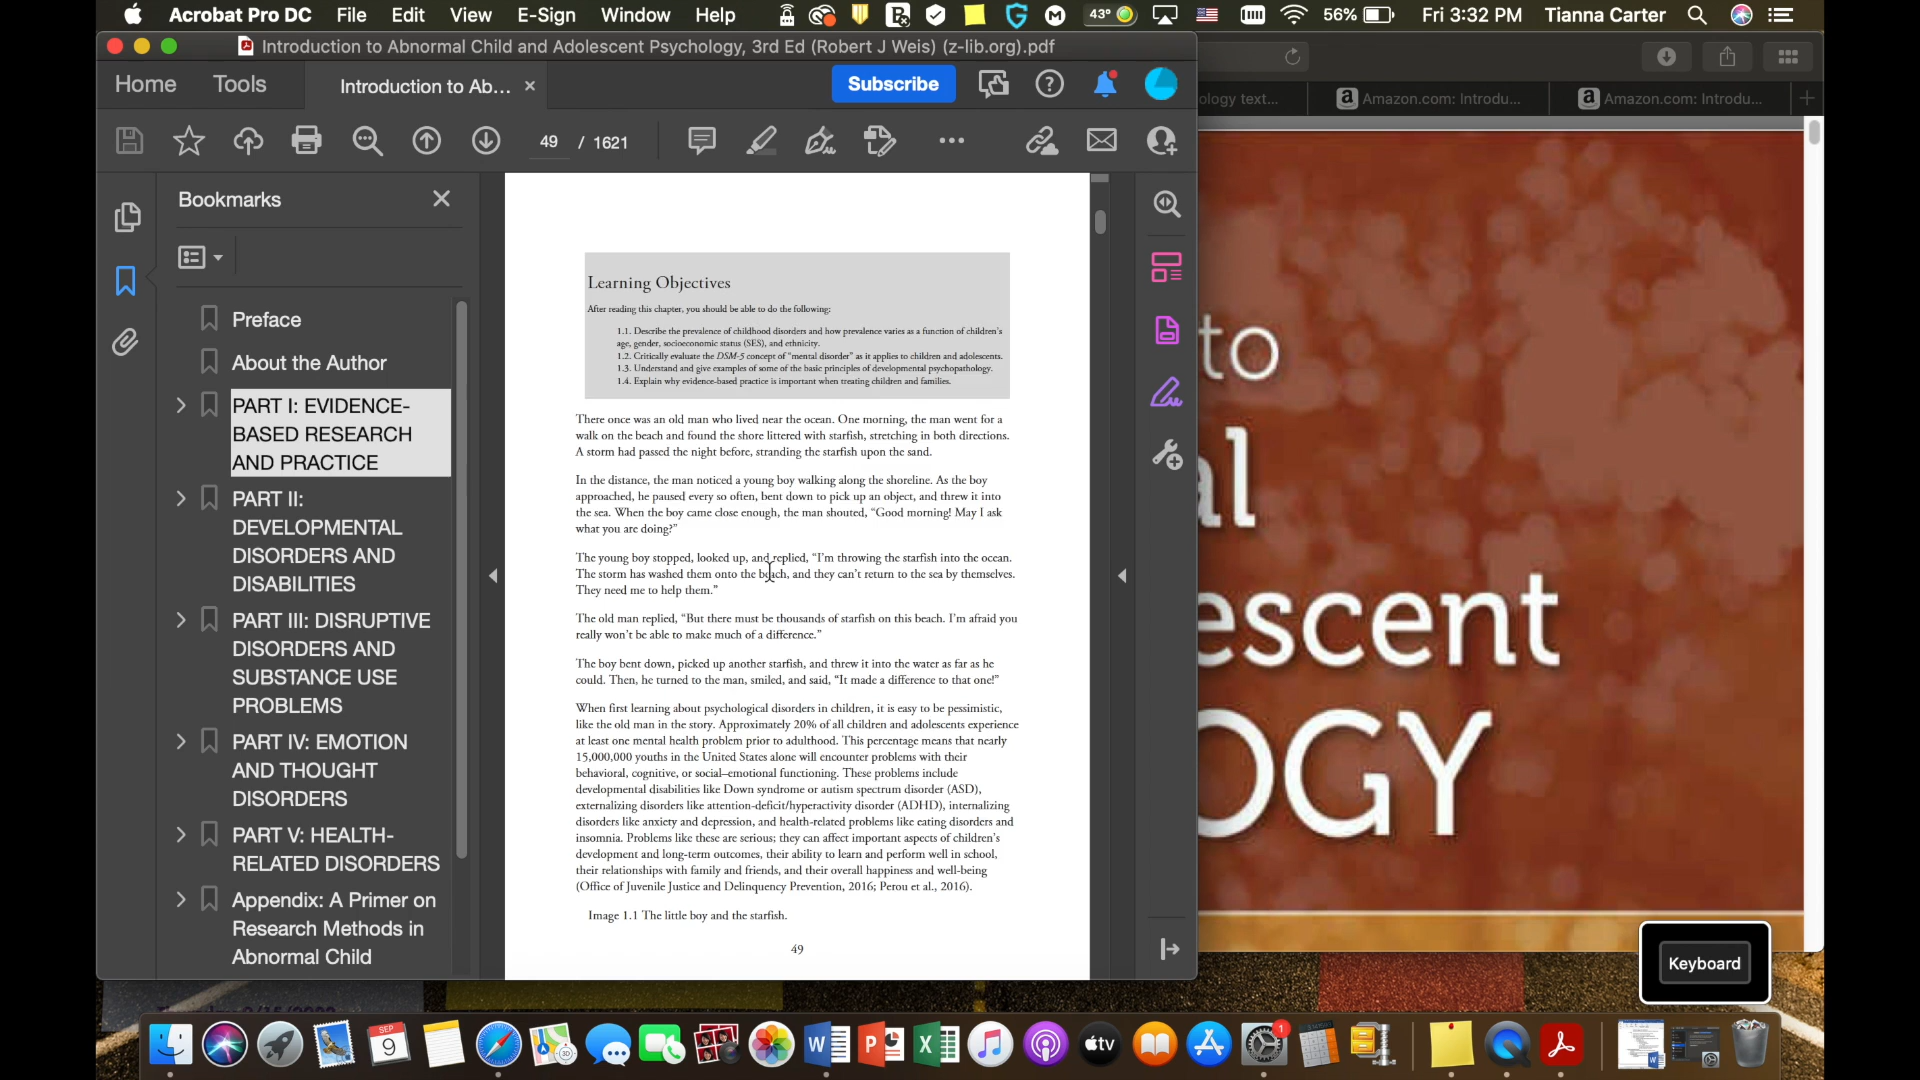 Acrobat Pro DC File Edit View E-Sign Window Help 43° 56% Fri 3:32 PM Tianna Carter
Introduction to Abnormal Child and Adolescent Psychology, 3rd Ed (Robert J Weis) (z-lib.org).pdf
Home Tools Introduction to Ab... × Subscribe
ology text... Amazon.com: Introdu... Amazon.com: Introdu...
49 / 1621
Bookmarks
Preface
About the Author
PART I: EVIDENCE-
BASED RESEARCH
AND PRACTICE
PART II:
DEVELOPMENTAL
DISORDERS AND
DISABILITIES
PART III: DISRUPTIVE
DISORDERS AND
SUBSTANCE USE
PROBLEMS
PART IV: EMOTION
AND THOUGHT
DISORDERS
PART V: HEALTH-
RELATED DISORDERS
Appendix: A Primer on
Research Methods in
Abnormal Child
Learning Objectives
After reading this chapter, you should be able to do the following:
1.1. Describe the prevalence of childhood disorders and how prevalence varies as a function of children's
age, gender, socioeconomic status (SES), and ethnicity.
1.2. Critically evaluate the DSM-5 concept of "mental disorder" as it applies to children and adolescents.
1.3. Understand and give examples of some of the basic principles of developmental psychopathology.
1.4. Explain why evidence-based practice is important when treating children and families.
There once was an old man who lived near the ocean. One morning, the man went for a
walk on the beach and found the shore littered with starfish, stretching in both directions.
A storm had passed the night before, stranding the starfish upon the sand.
In the distance, the man noticed a young boy walking along the shoreline. As the boy
approached, he paused every so often, bent down to pick up an object, and threw it into
the sea. When the boy came close enough, the man shouted, "Good morning! May I ask
what you are doing?"
The young boy stopped, looked up, and replied, "I'm throwing the starfish into the ocean.
The storm has washed them onto the beach, and they can't return to the sea by themselves.
They need me to help them."
The old man replied, "But there must be thousands of starfish on this beach. I'm afraid you
really won't be able to make much of a difference."
The boy bent down, picked up another starfish, and threw it into the water as far as he
could. Then, he turned to the man, smiled, and said, "It made a difference to that one!"
When first learning about psychological disorders in children, it is easy to be pessimistic,
like the old man in the story. Approximately 20% of all children and adolescents experience
at least one mental health problem prior to adulthood. This percentage means that nearly
15,000,000 youths in the United States alone will encounter problems with their
behavioral, cognitive, or social–emotional functioning. These problems include
developmental disabilities like Down syndrome or autism spectrum disorder (ASD),
externalizing disorders like attention-deficit/hyperactivity disorder (ADHD), internalizing
disorders like anxiety and depression, and health-related problems like eating disorders and
insomnia. Problems like these are serious; they can affect important aspects of children's
development and long-term outcomes, their ability to learn and perform well in school,
their relationships with family and friends, and their overall happiness and well-being
(Office of Juvenile Justice and Delinquency Prevention, 2016; Perou et al., 2016).
Image 1.1 The little boy and the starfish.
49
to
al
escent
OGY
Keyboard
SEP
9
tv
1